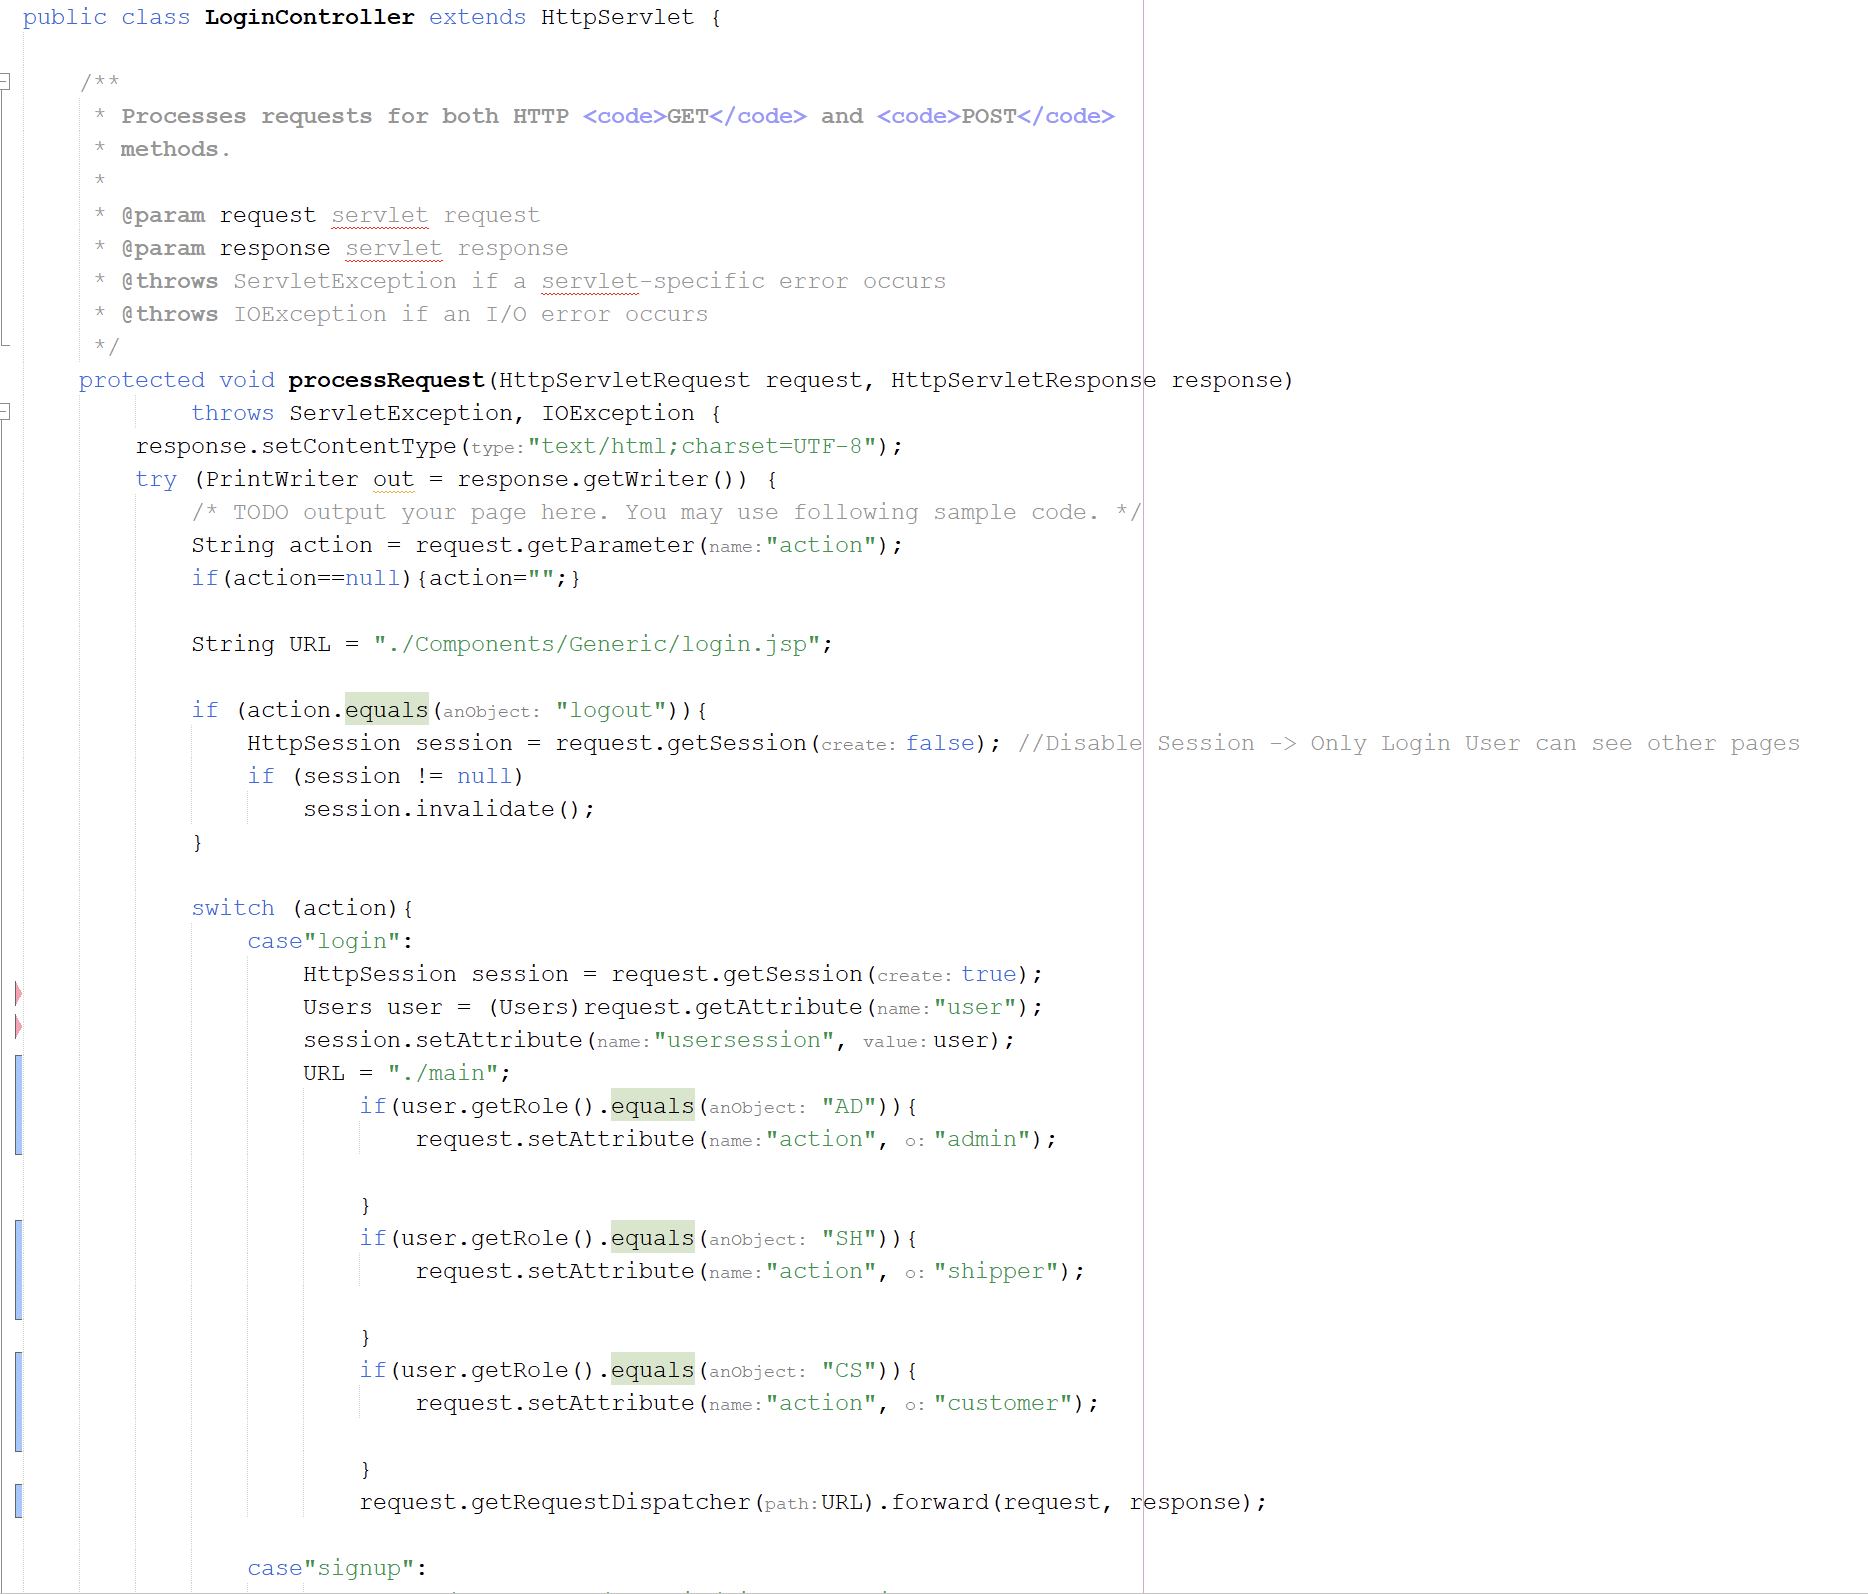 public class LoginController extends HttpServlet {
/**
* Processes requests for both HTTP <code>GET</code> and <code>POST</code>
* methods.
*
* @param request servlet request
* @param response servlet response
* @throws ServletException if a servlet-specific error occurs
* @throws IOException if an I/O error occurs
*/
protected void processRequest(HttpServletRequest request, HttpServletResponse response)
throws ServletException, IOException {
response.setContentType(type:"text/html;charset=UTF-8");
try (PrintWriter out = response.getWriter()) {
/* TODO output your page here. You may use following sample code. */
String action = request.getParameter(name:"action");
if(action==null){action="";}
String URL = "./Components/Generic/login.jsp";
if (action.equals(anObject: "logout")){
HttpSession session = request.getSession(create: false); //Disable Session -> Only Login User can see other pages
if (session != null)
session.invalidate();
}
switch (action){
case"login":
HttpSession session = request.getSession(create: true);
Users user = (Users)request.getAttribute(name:"user");
session.setAttribute(name:"usersession", value: user);
URL = "./main";
if(user.getRole().equals(anObject: "AD")){
request.setAttribute(name:"action", o: "admin");
}
if(user.getRole().equals(anObject: "SH")){
request.setAttribute(name:"action", o: "shipper");
}
if(user.getRole().equals(anObject: "CS")){
request.setAttribute(name:"action", o: "customer");
}
request.getRequestDispatcher(path:URL).forward(request, response);
case"signup":